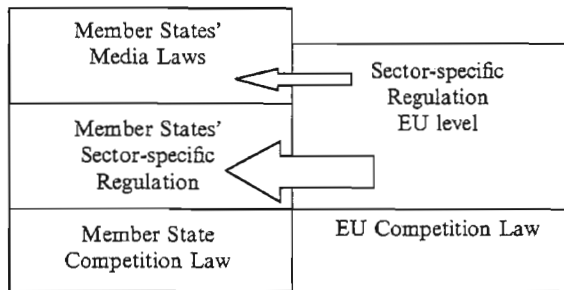 Member States'
Media Laws
Sector-specific
Regulation
EU level
Member States'
Sector-specific
Regulation
Member State
Competition Law
EU Competition Law